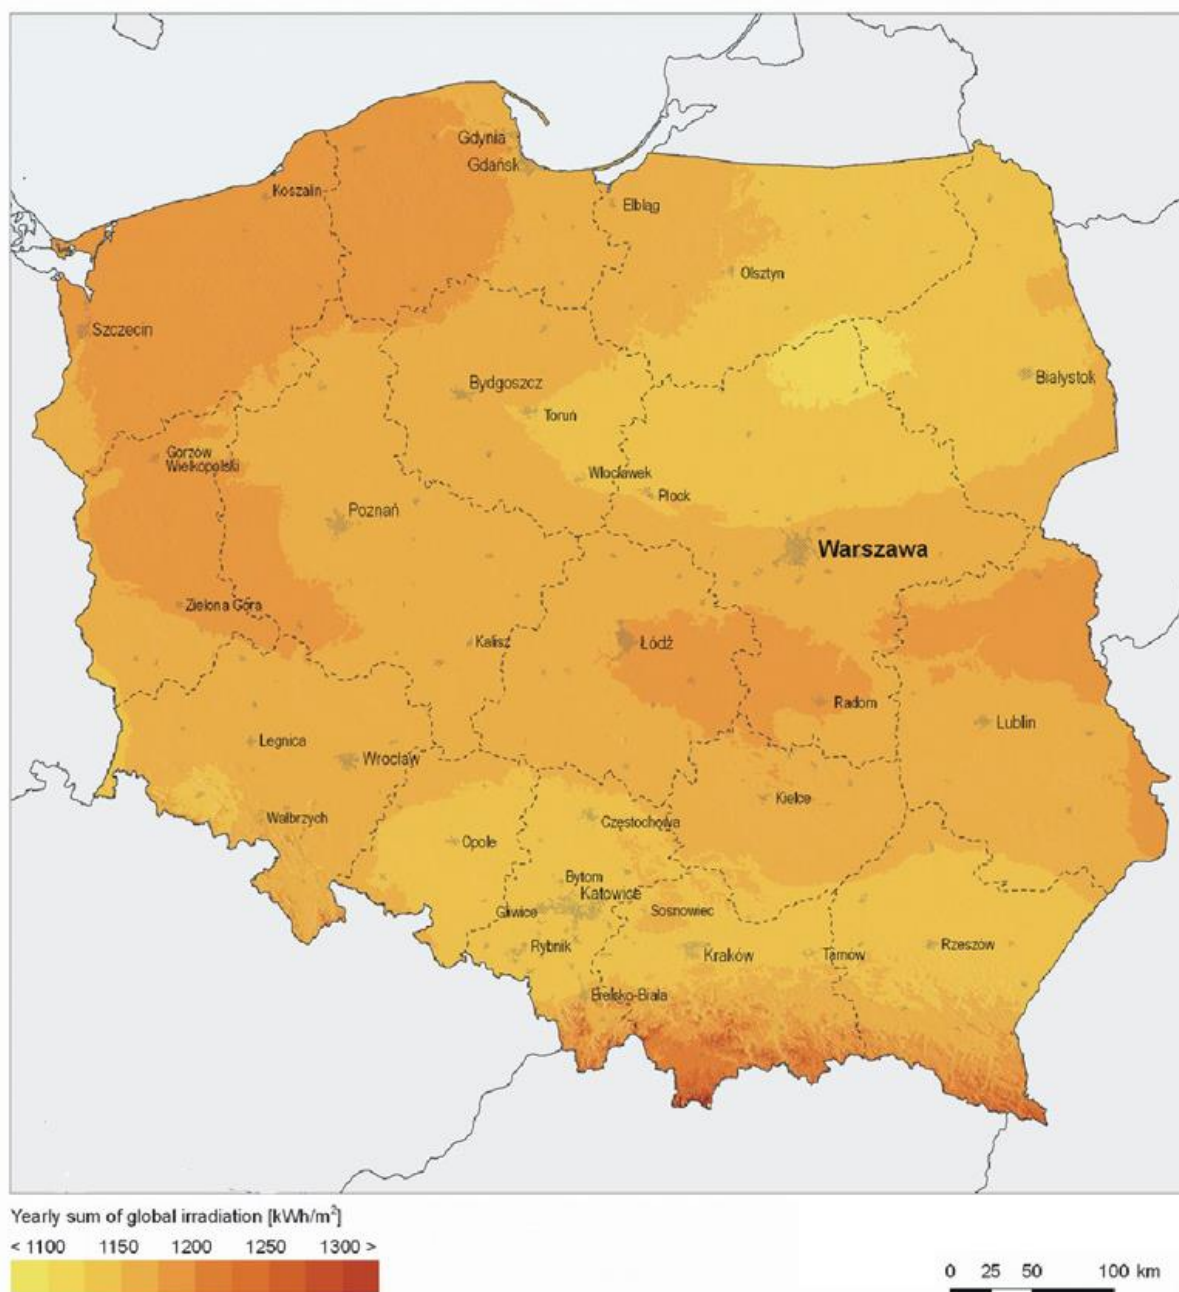 Gdynia
Gdańsk
Koszalin
Elbląg
Olsztyn
Szczecin
Białystok
Bydgoszcz
Toruń
Gorzów
Wielkopolski
Włocławek
Płock
Poznań
Warszawa
Zielona Góra
Kalisz
Łódź
Radom
Lublin
Legnica
Wrocław
Kielce
Wałbrzych
Częstochowa
Opole
Bytom
Katowice
Gliwice
Sosnowiec
Rybnik
Kraków
Tarnów
Rzeszów
Bielsko-Biała
Yearly sum of global irradiation [kWh/m²]
< 1100 1150 1200 1250 1300 >
0 25 50 100 km